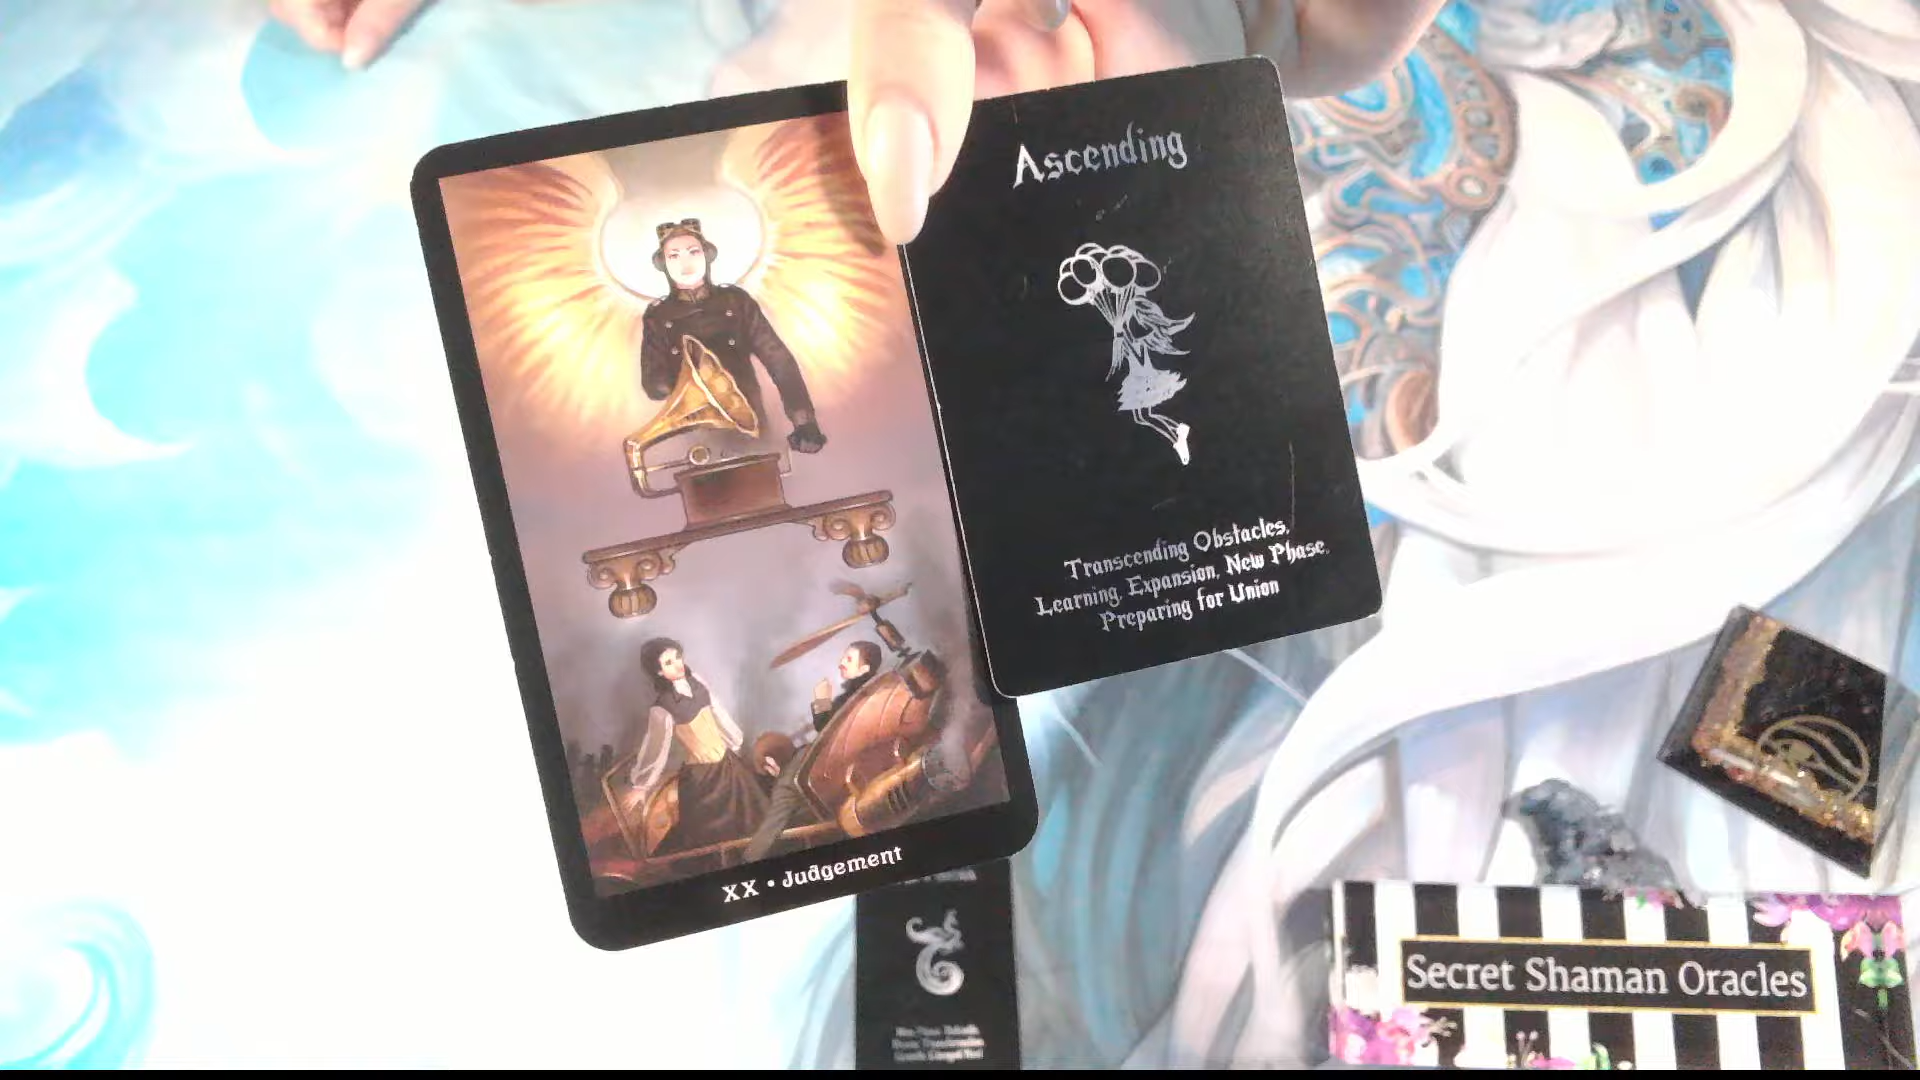 Ascending
Transcending Obstacles,
Learning, Expansion, New Phase,
Preparing for Union
XX • Judgement
Secret Shaman Oracles